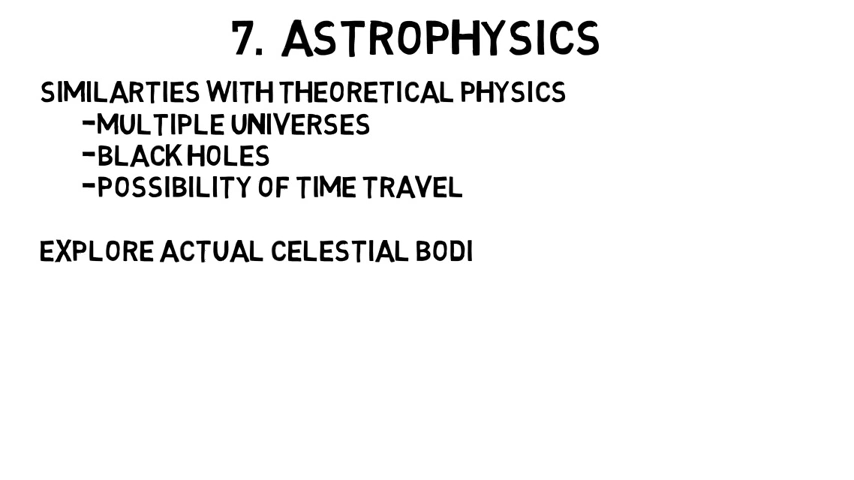 7. ASTROPHYSICS
SIMILARTIES WITH THEORETICAL PHYSICS
-MULTIPLE UNIVERSES
-BLACK HOLES
-POSSIBILITY OF TIME TRAVEL
EXPLORE ACTUAL CELESTIAL BODI